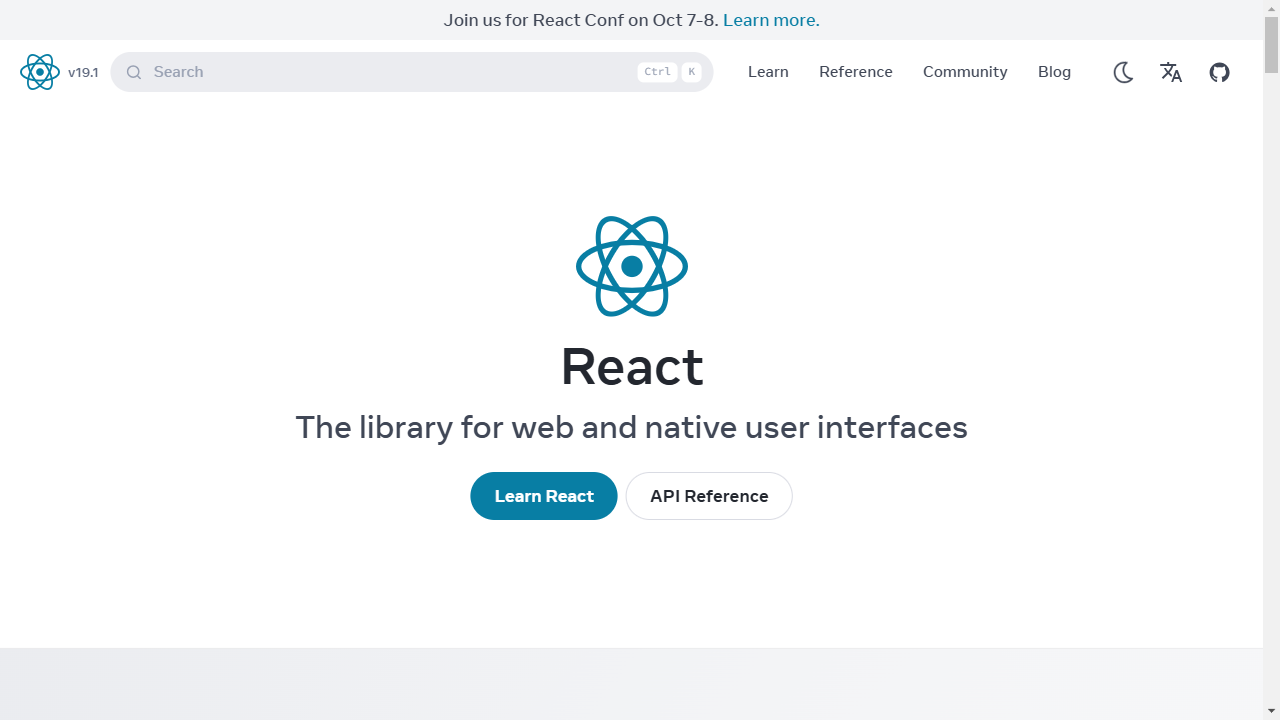 Join us for React Conf on Oct 7-8. Learn more.
v19.1
Search
Ctrl K
Learn
Reference
Community
Blog
React
The library for web and native user interfaces
Learn React
API Reference